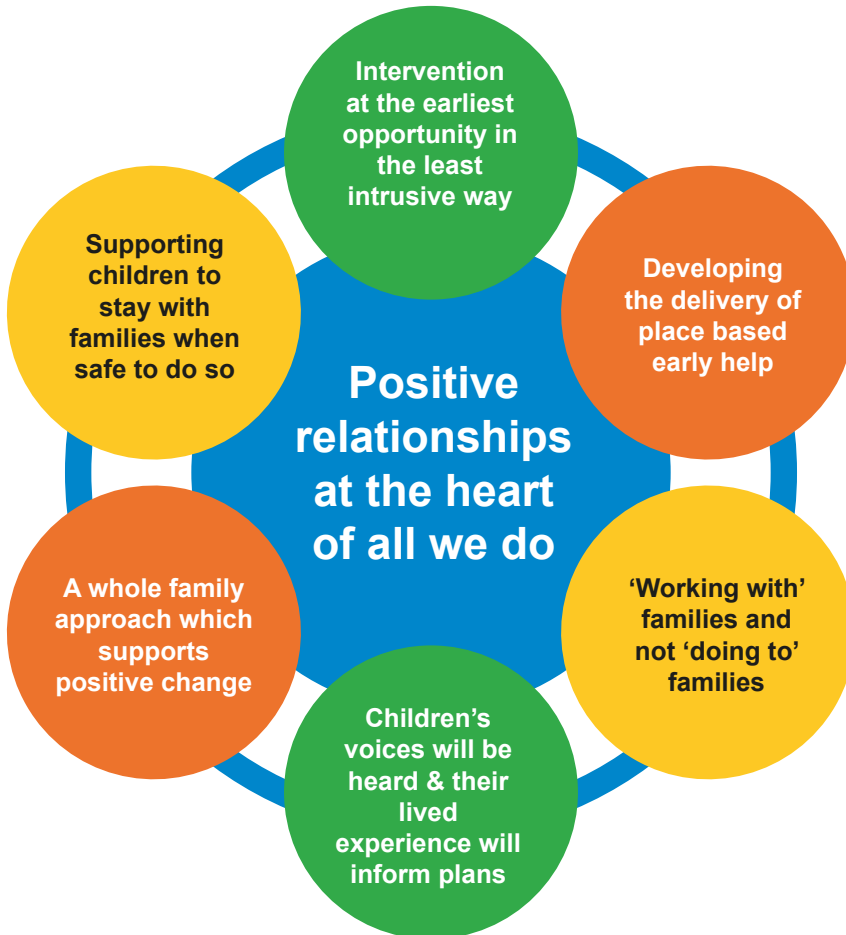 Intervention
at the earliest
opportunity in
the least
intrusive way
Developing
the delivery of
place based
early help
‘Working with’
families and
not ‘doing to’
families
Children’s
voices will be
heard & their
lived
experience will
inform plans
A whole family
approach which
supports
positive change
Supporting
children to
stay with
families when
safe to do so
Positive
relationships
at the heart
of all we do